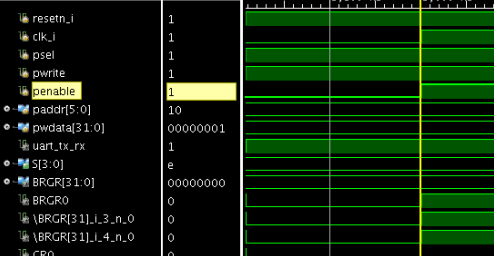 resetn_i 1
clk_i 1
psel 1
pwrite 1
penable 1
paddr[5:0] 10
pwdata[31:0] 00000001
uart_tx_rx 1
S[3:0] e
BRGR[31:0] 00000000
BRGR0 0
\BRGR[31]_i_3_n_0 0
\BRGR[31]_i_4_n_0 0
CR0 0